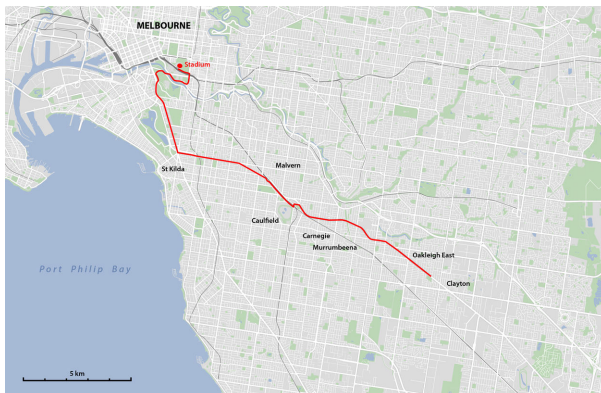 MELBOURNE
Stadium
St Kilda
Malvern
Caulfield
Carnegie
Murrumbeena
Oakleigh East
Clayton
Port Philip Bay
5 km